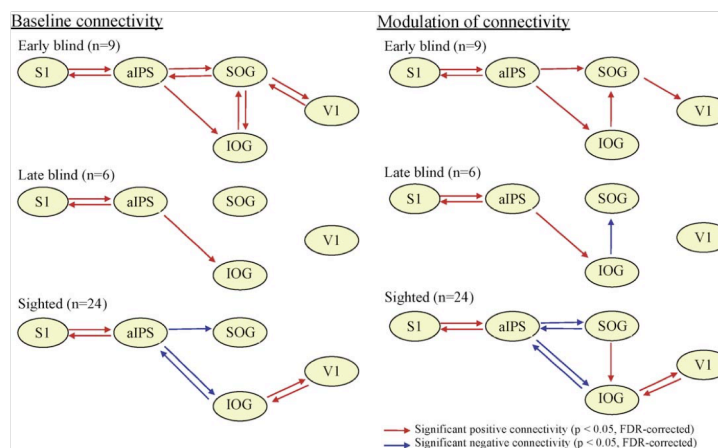 Baseline connectivity
Early blind (n=9)
S1
aIPS
SOG
V1
IOG
Late blind (n=6)
S1
aIPS
SOG
V1
IOG
Sighted (n=24)
S1
aIPS
SOG
V1
IOG
Modulation of connectivity
Early blind (n=9)
S1
aIPS
SOG
V1
IOG
Late blind (n=6)
S1
aIPS
SOG
V1
IOG
Sighted (n=24)
S1
aIPS
SOG
V1
IOG
Significant positive connectivity (p < 0.05, FDR-corrected)
Significant negative connectivity (p < 0.05, FDR-corrected)